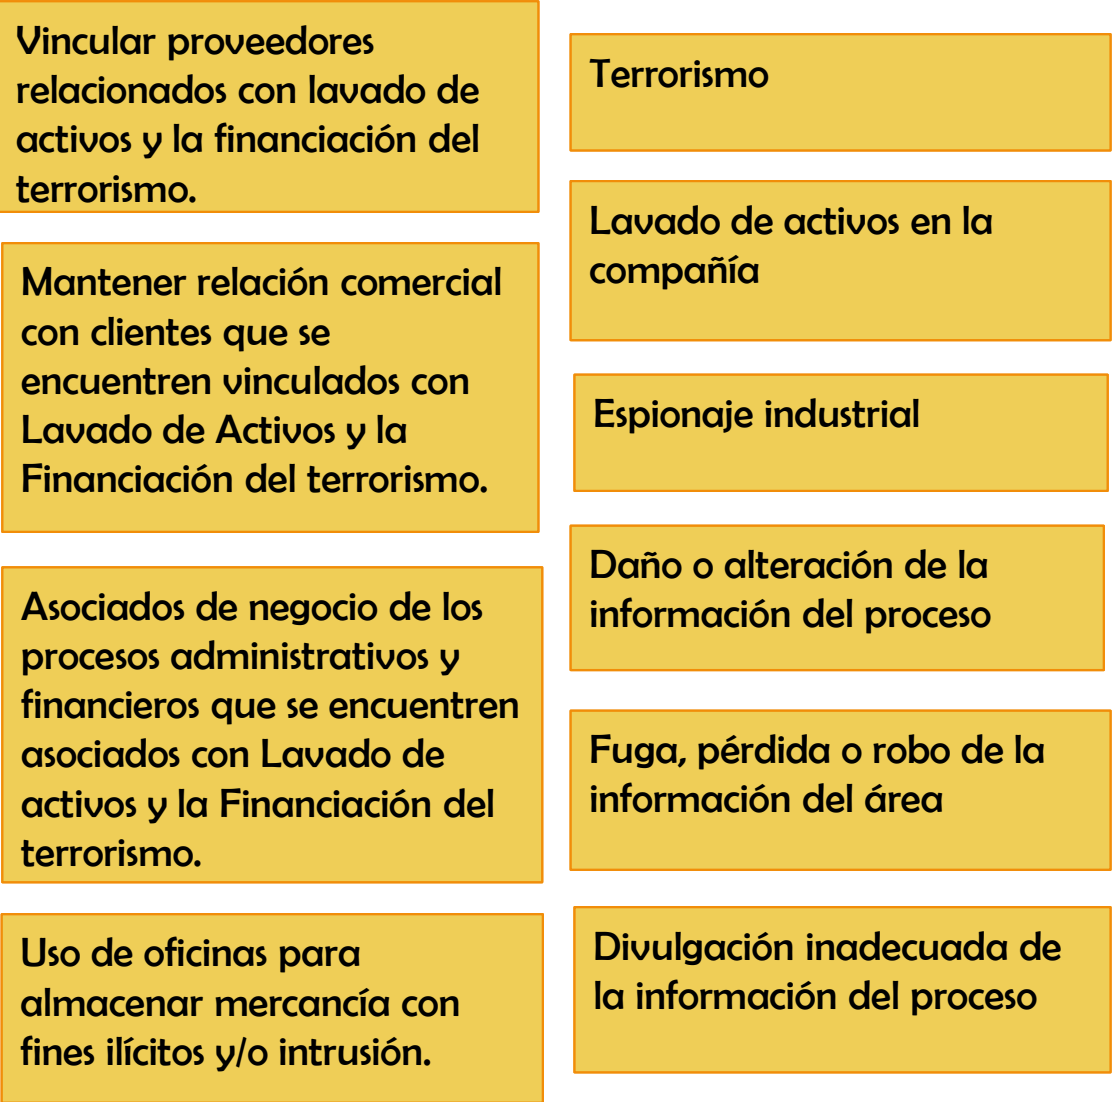 Vincular proveedores
relacionados con lavado de
activos y la financiación del
terrorismo.
Mantener relación comercial
con clientes que se
encuentren vinculados con
Lavado de Activos y la
Financiación del terrorismo.
Asociados de negocio de los
procesos administrativos y
financieros que se encuentren
asociados con Lavado de
activos y la Financiación del
terrorismo.
Uso de oficinas para
almacenar mercancía con
fines ilícitos y/o intrusión.
Terrorismo
Lavado de activos en la
compañía
Espionaje industrial
Daño o alteración de la
información del proceso
Fuga, pérdida o robo de la
información del área
Divulgación inadecuada de
la información del proceso